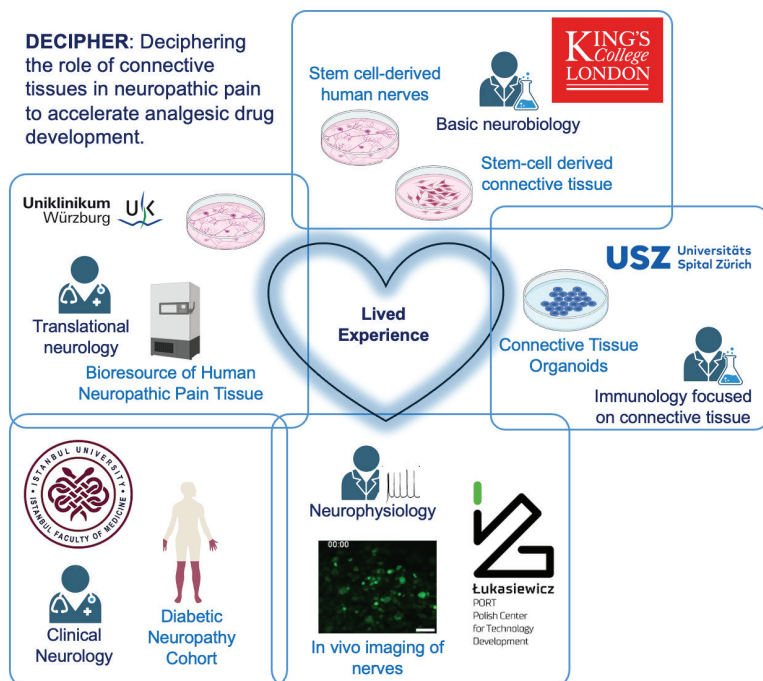 DECIPHER: Deciphering
the role of connective
tissues in neuropathic pain
to accelerate analgesic drug
development.
Stem cell-derived
human nerves
Basic neurobiology
KING'S
College
LONDON
Stem-cell derived
connective tissue
Uniklinikum
Würzburg
UK
Translational
neurology
Bioresource of Human
Neuropathic Pain Tissue
Lived
Experience
USZ Universitäts
Spital Zürich
Connective Tissue
Organoids
Immunology focused
on connective tissue
ISTANBUL UNIVERSITY
ISTANBUL FACULTY OF MEDICINE
Clinical
Neurology
Diabetic
Neuropathy
Cohort
Neurophysiology
00:00
In vivo imaging of
nerves
Łukasiewicz
PORT
Polish Center
for Technology
Development